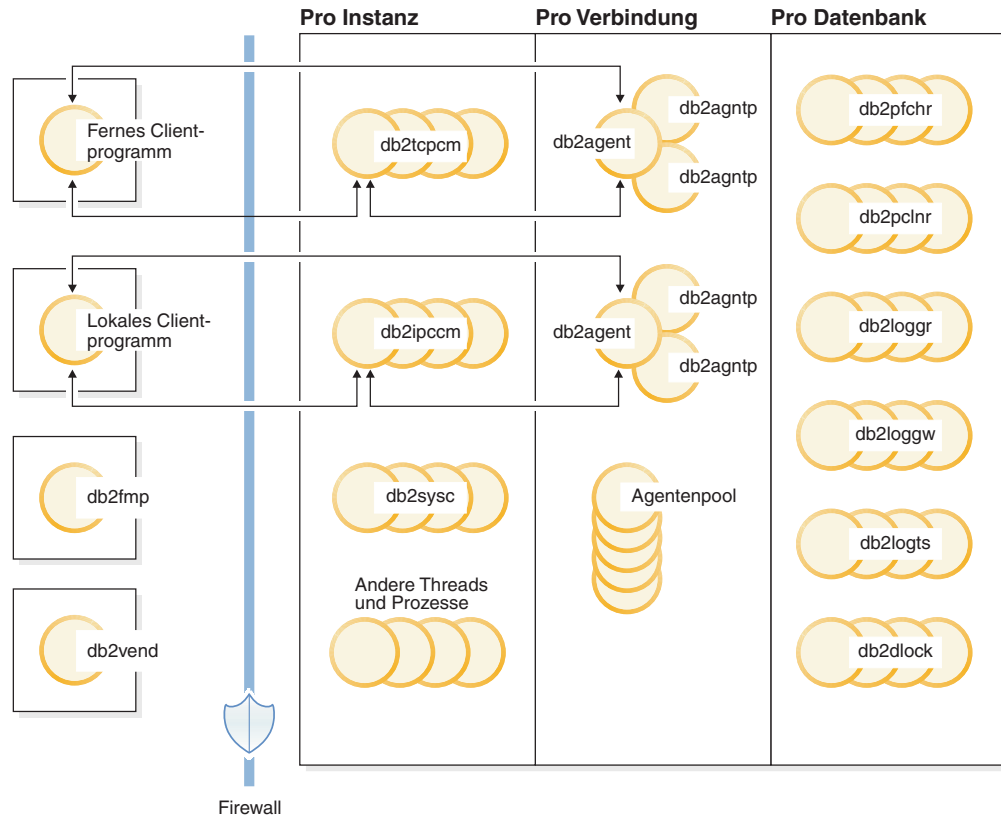 Pro Instanz
Pro Verbindung
Pro Datenbank
Fernes Client-
programm
db2tcpcm
db2agent
db2agntp
db2agntp
db2pfchr
db2pclnr
Lokales Client-
programm
db2ipccm
db2agent
db2agntp
db2agntp
db2loggr
db2loggw
db2fmp
db2sysc
Agentenpool
db2logts
Andere Threads
und Prozesse
db2vend
db2dlock
Firewall